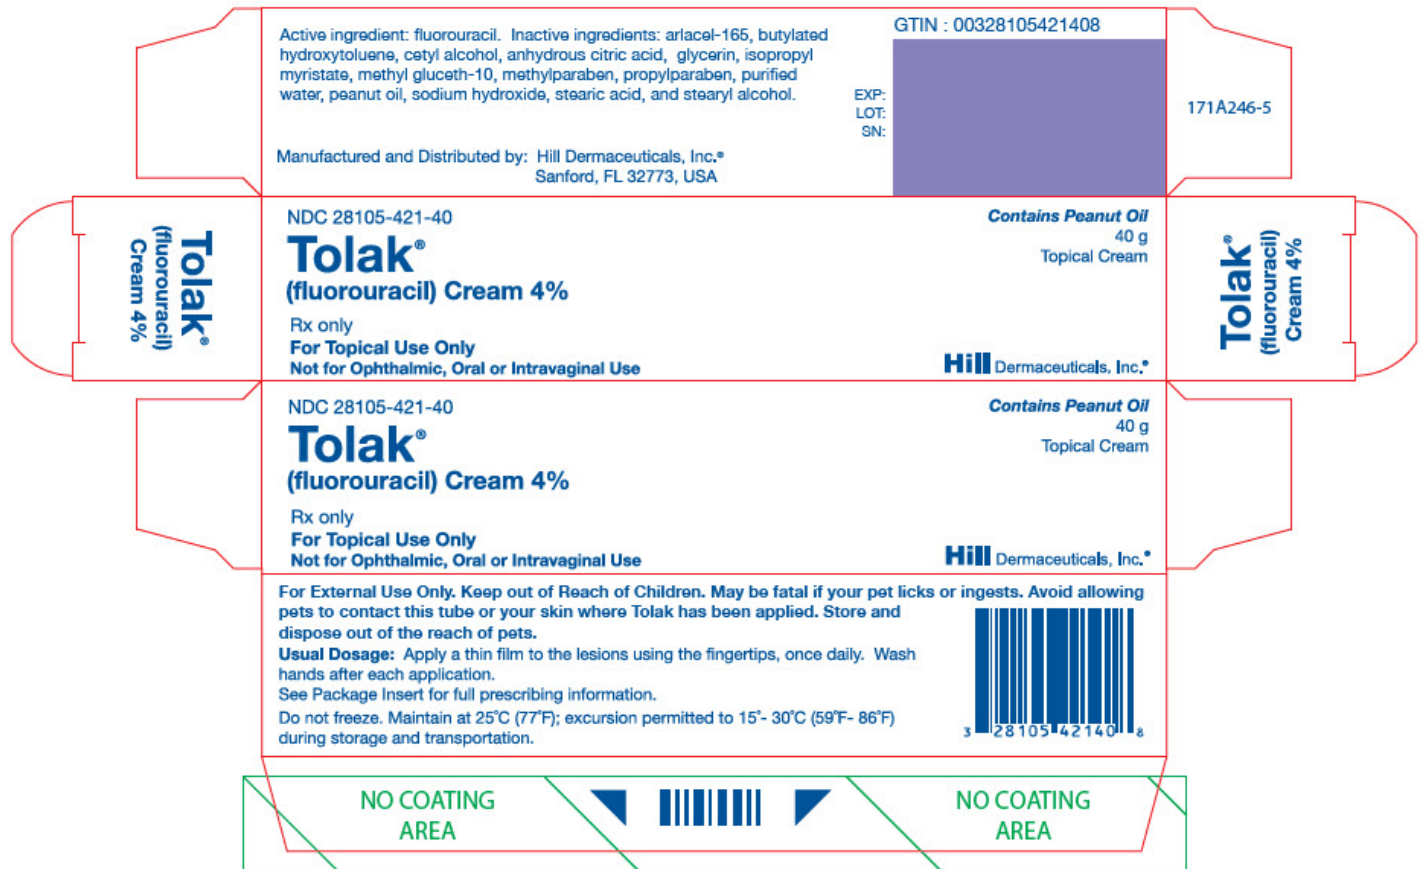 Active ingredient: fluorouracil. Inactive ingredients: arlacel-165, butylated
hydroxytoluene, cetyl alcohol, anhydrous citric acid, glycerin, isopropyl
myristate, methyl gluceth-10, methylparaben, propylparaben, purified
water, peanut oil, sodium hydroxide, stearic acid, and stearyl alcohol.
Manufactured and Distributed by: Hill Dermaceuticals, Inc.®
Sanford, FL 32773, USA
GTIN : 00328105421408
EXP:
LOT:
SN:
171A246-5
Tolak®
(fluorouracil)
Cream 4%
NDC 28105-421-40
Tolak®
(fluorouracil) Cream 4%
Rx only
For Topical Use Only
Not for Ophthalmic, Oral or Intravaginal Use
Contains Peanut Oil
40 g
Topical Cream
Hill Dermaceuticals, Inc.®
Tolak®
(fluorouracil)
Cream 4%
NDC 28105-421-40
Tolak®
(fluorouracil) Cream 4%
Rx only
For Topical Use Only
Not for Ophthalmic, Oral or Intravaginal Use
Contains Peanut Oil
40 g
Topical Cream
Hill Dermaceuticals, Inc.®
For External Use Only. Keep out of Reach of Children. May be fatal if your pet licks or ingests. Avoid allowing
pets to contact this tube or your skin where Tolak has been applied. Store and
dispose out of the reach of pets.
Usual Dosage: Apply a thin film to the lesions using the fingertips, once daily. Wash
hands after each application.
See Package Insert for full prescribing information.
Do not freeze. Maintain at 25˚C (77˚F); excursion permitted to 15˚- 30˚C (59˚F- 86˚F)
during storage and transportation.
3 28105 42140 8
NO COATING
AREA
NO COATING
AREA